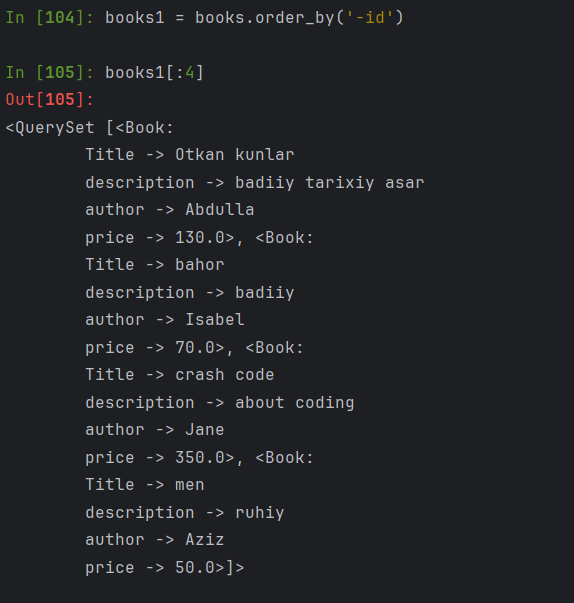 In [104]: books1 = books.order_by('-id')
In [105]: books1[:4]
Out[105]:
<QuerySet [<Book:
        Title -> Otkan kunlar
        description -> badiiy tarixiy asar
        author -> Abdulla
        price -> 130.0>, <Book:
        Title -> bahor
        description -> badiiy
        author -> Isabel
        price -> 70.0>, <Book:
        Title -> crash code
        description -> about coding
        author -> Jane
        price -> 350.0>, <Book:
        Title -> men
        description -> ruhiy
        author -> Aziz
        price -> 50.0>]>